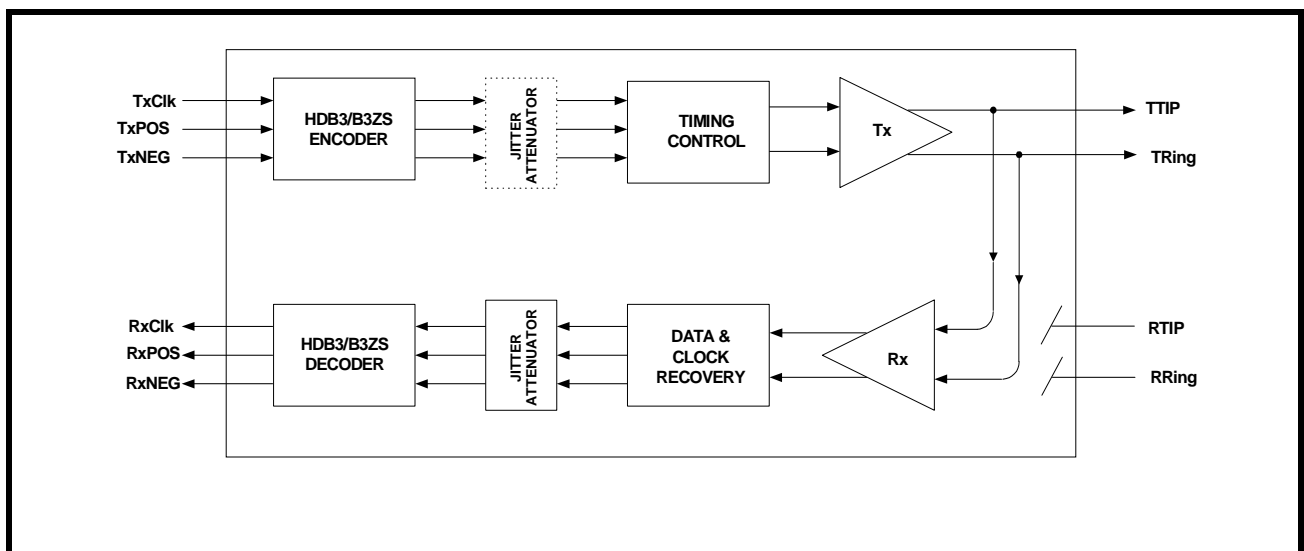 TxClk
TxPOS
TxNEG
HDB3/B3ZS
ENCODER
JITTER
ATTENUATOR
TIMING
CONTROL
Tx
TTIP
TRing
RxClk
RxPOS
RxNEG
HDB3/B3ZS
DECODER
JITTER
ATTENUATOR
DATA &
CLOCK
RECOVERY
Rx
RTIP
RRing